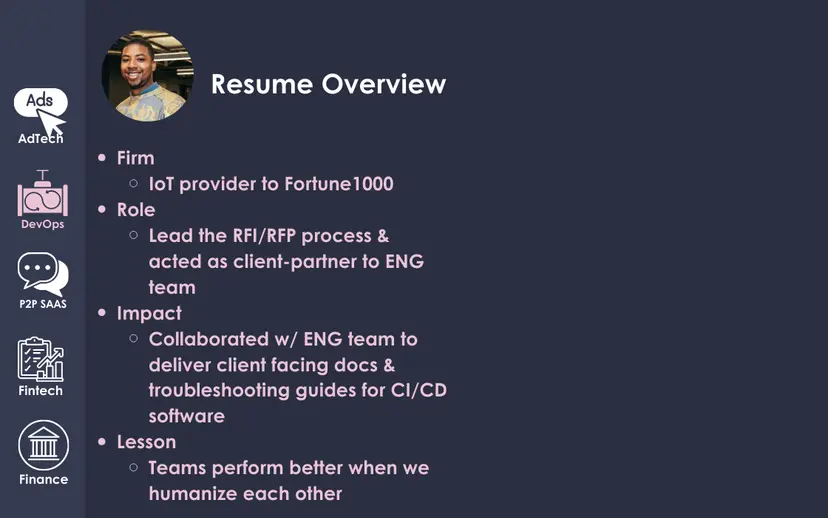 Resume Overview
Ads
AdTech
DevOps
P2P SAAS
Fintech
Finance
Firm
IoT provider to Fortune1000
Role
Lead the RFI/RFP process &
acted as client-partner to ENG
team
Impact
Collaborated w/ ENG team to
deliver client facing docs &
troubleshooting guides for CI/CD
software
Lesson
Teams perform better when we
humanize each other